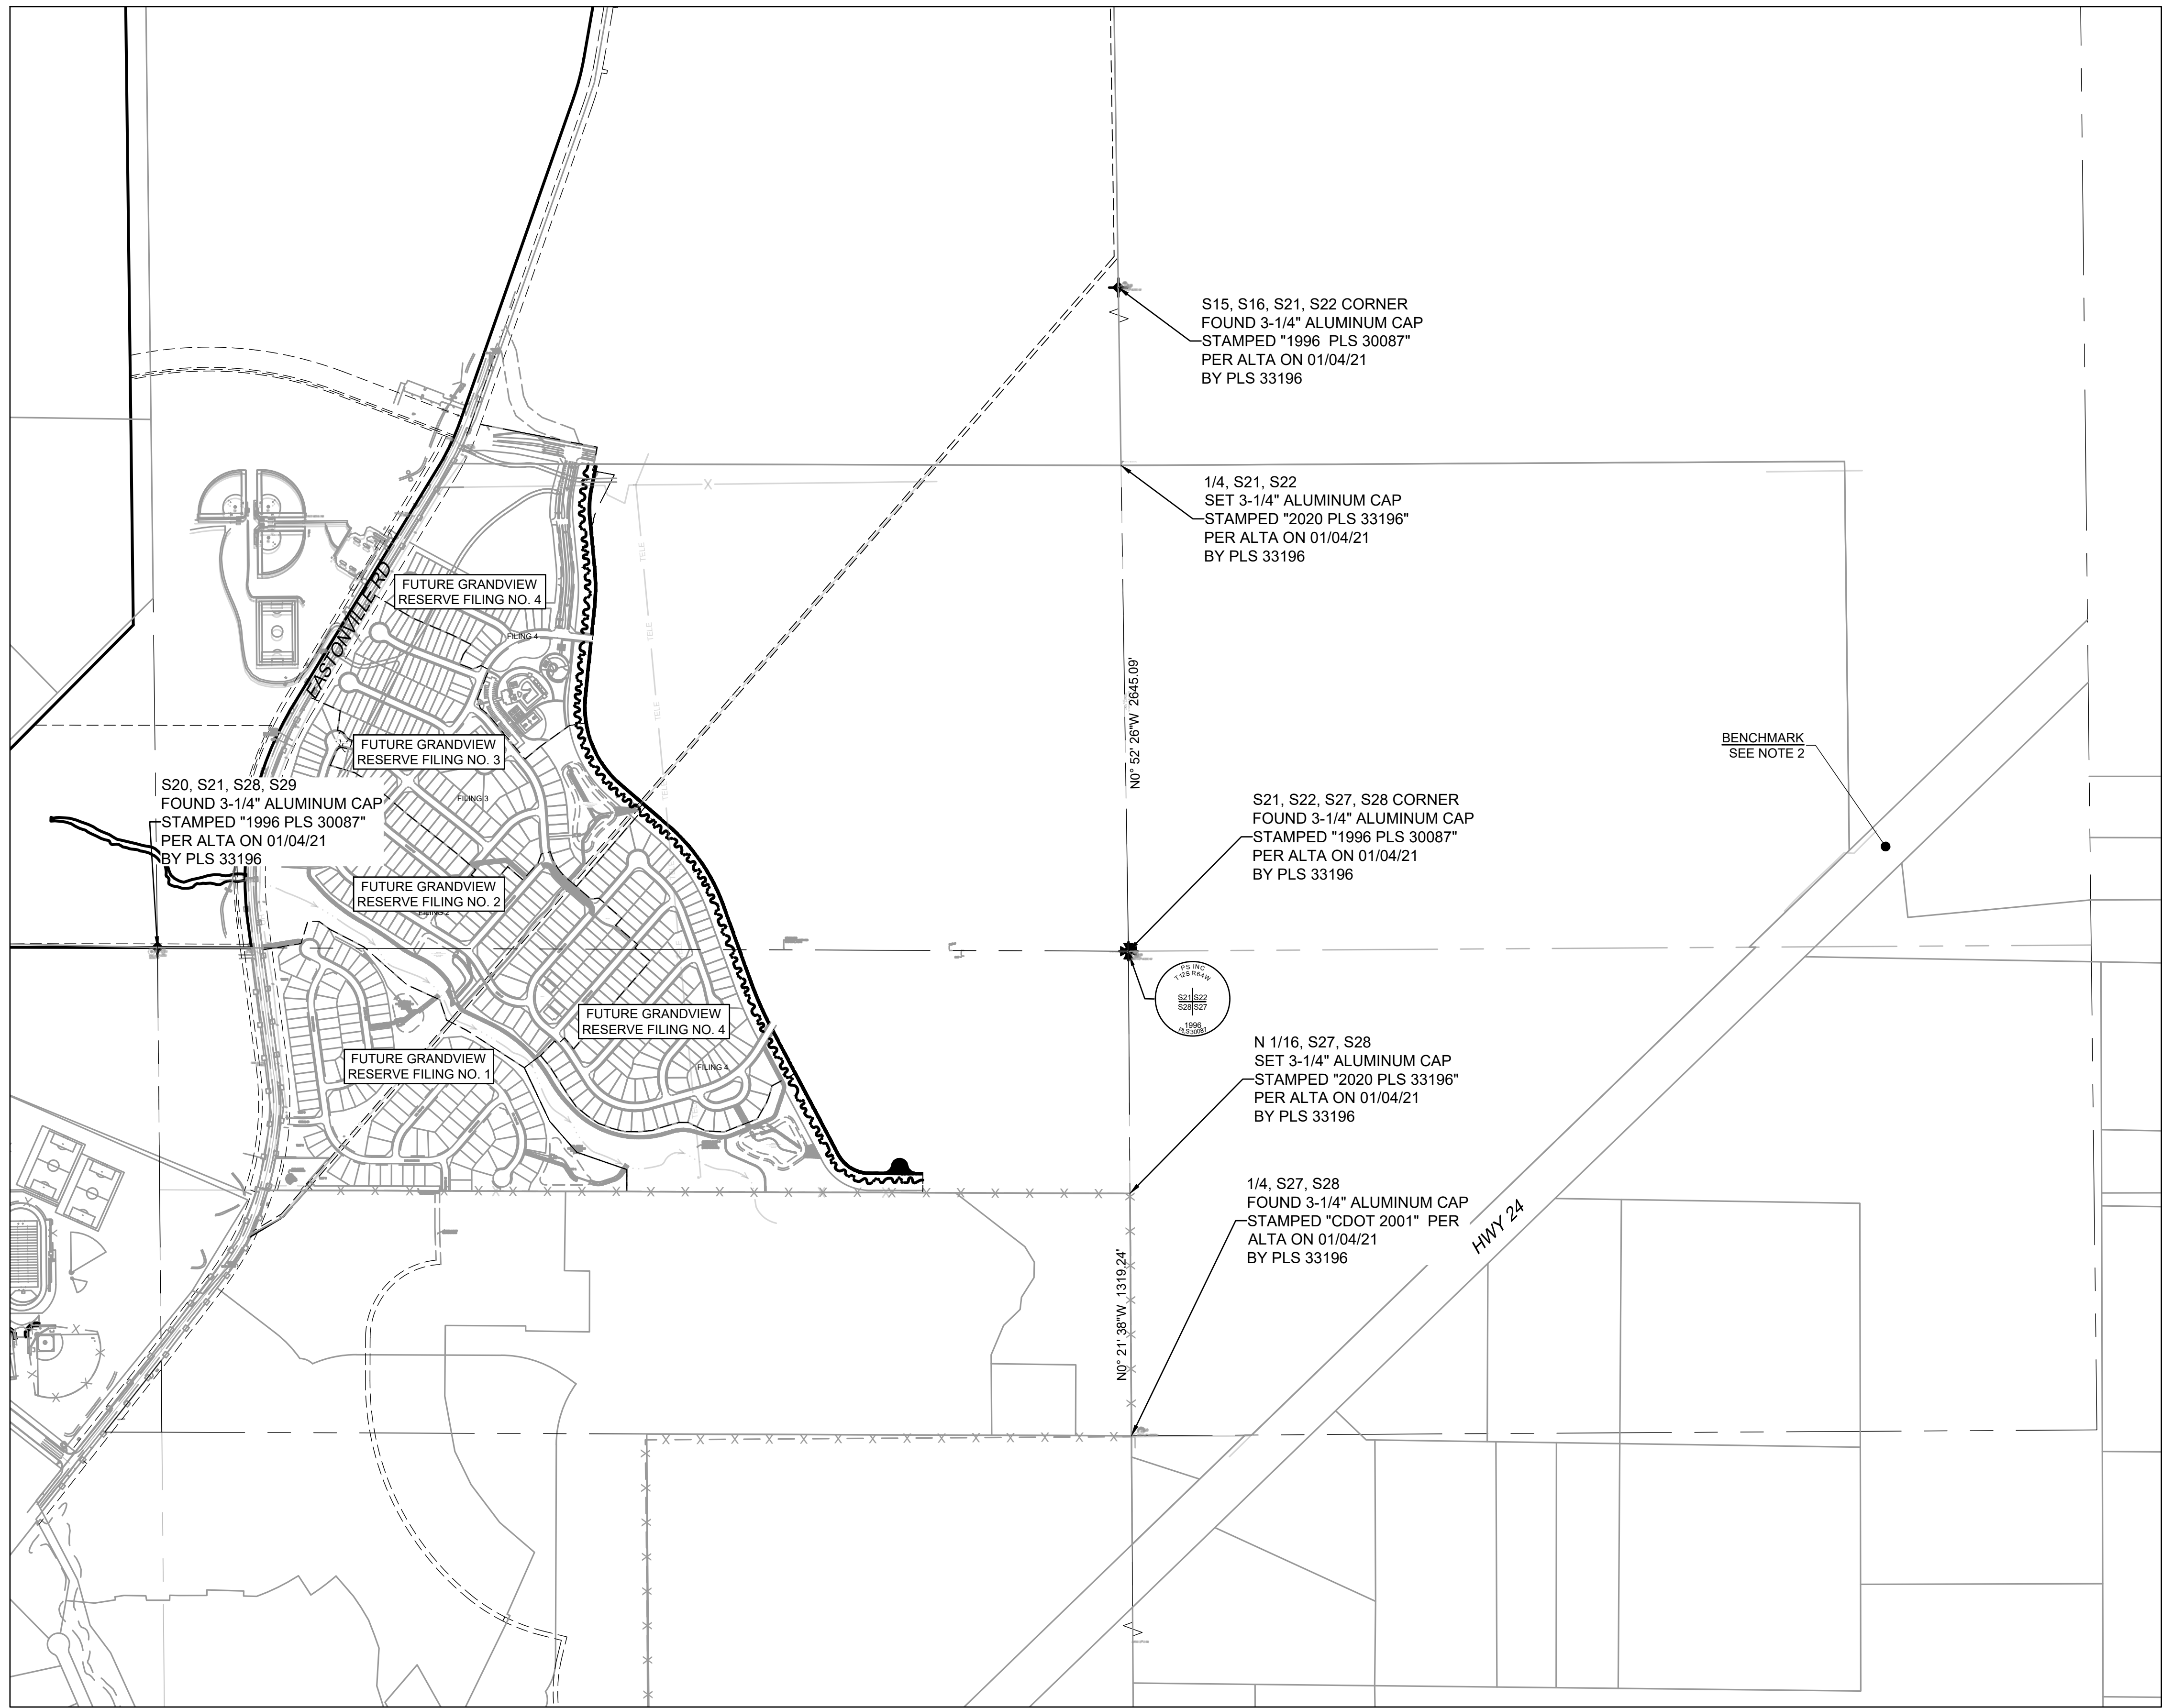 S15, S16, S21, S22 CORNER
FOUND 3-1/4" ALUMINUM CAP
STAMPED "1996 PLS 30087"
PER ALTA ON 01/04/21
BY PLS 33196
1/4, S21, S22
SET 3-1/4" ALUMINUM CAP
STAMPED "2020 PLS 33196"
PER ALTA ON 01/04/21
BY PLS 33196
X
TELE
TELE
TELE
EASTONVILLE RD
FUTURE GRANDVIEW
RESERVE FILING NO. 4
FILING 4
N0° 52' 26"W 2645.09'
FUTURE GRANDVIEW
RESERVE FILING NO. 3
FILING 3
BENCHMARK
SEE NOTE 2
S20, S21, S28, S29
FOUND 3-1/4" ALUMINUM CAP
STAMPED "1996 PLS 30087"
PER ALTA ON 01/04/21
BY PLS 33196
S21, S22, S27, S28 CORNER
FOUND 3-1/4" ALUMINUM CAP
STAMPED "1996 PLS 30087"
PER ALTA ON 01/04/21
BY PLS 33196
FUTURE GRANDVIEW
RESERVE FILING NO. 2
FILING 2
PS INC
T12S R64W
S21 S22
S28 S27
1996
PLS30087
FUTURE GRANDVIEW
RESERVE FILING NO. 4
FILING 4
FUTURE GRANDVIEW
RESERVE FILING NO. 1
N 1/16, S27, S28
SET 3-1/4" ALUMINUM CAP
STAMPED "2020 PLS 33196"
PER ALTA ON 01/04/21
BY PLS 33196
1/4, S27, S28
FOUND 3-1/4" ALUMINUM CAP
STAMPED "CDOT 2001" PER
ALTA ON 01/04/21
BY PLS 33196
HWY 24
N0° 21' 38"W 1319.24'